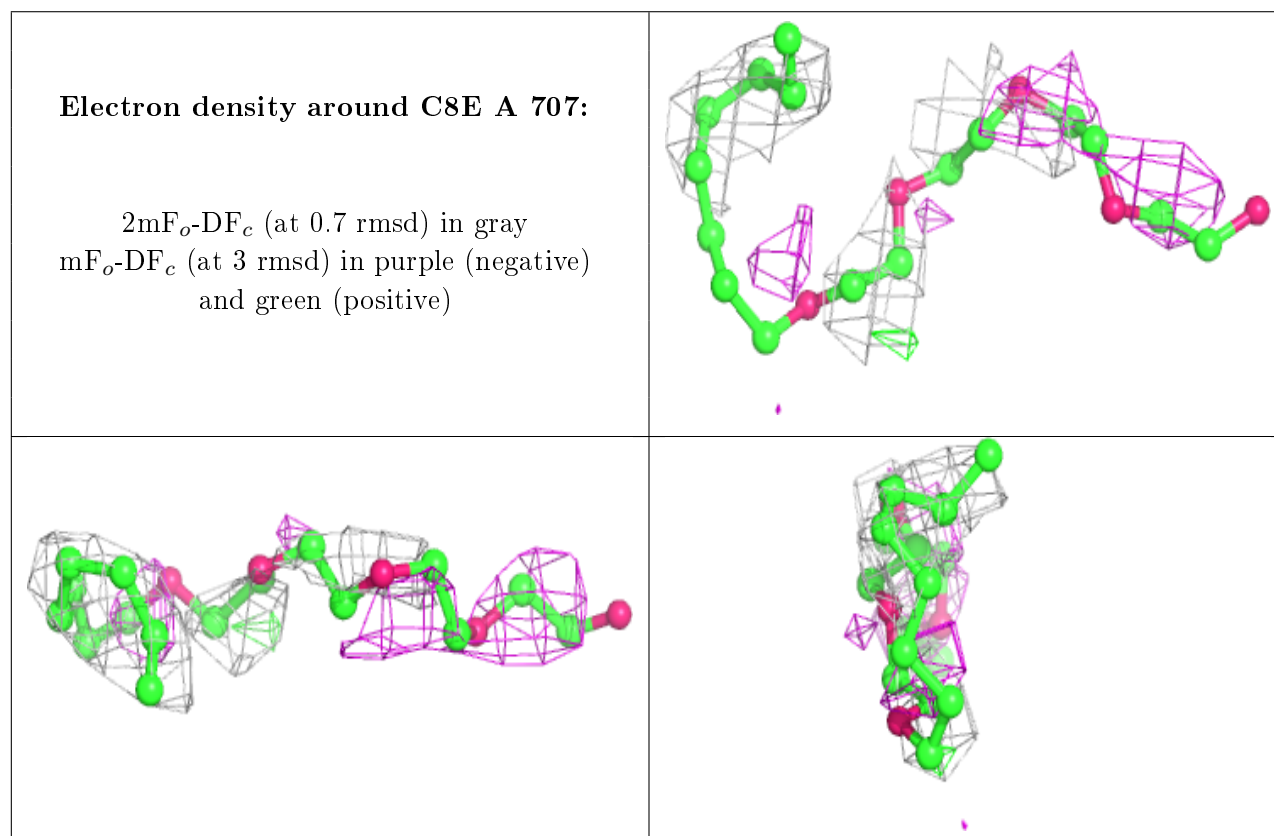 Electron density around C8E A 707:
2mFo-DFc (at 0.7 rmsd) in gray
mFo-DFc (at 3 rmsd) in purple (negative)
and green (positive)